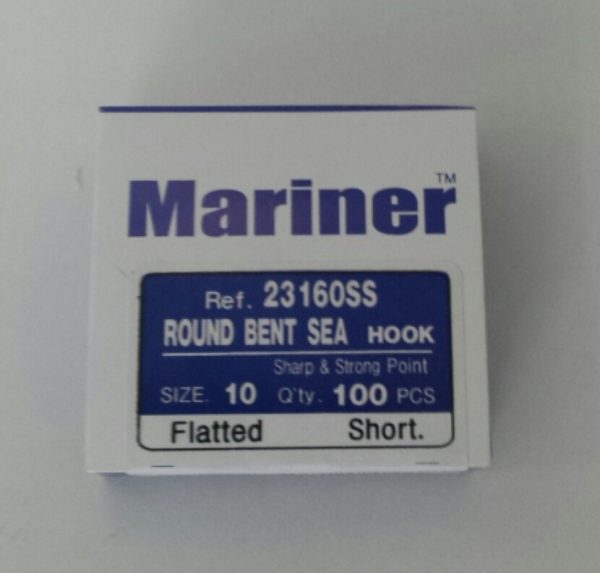 Mariner™
Ref. 23160SS
ROUND BENT SEA HOOK
Sharp & Strong Point
SIZE. 10 Q'ty. 100 PCS
Flatted Short.